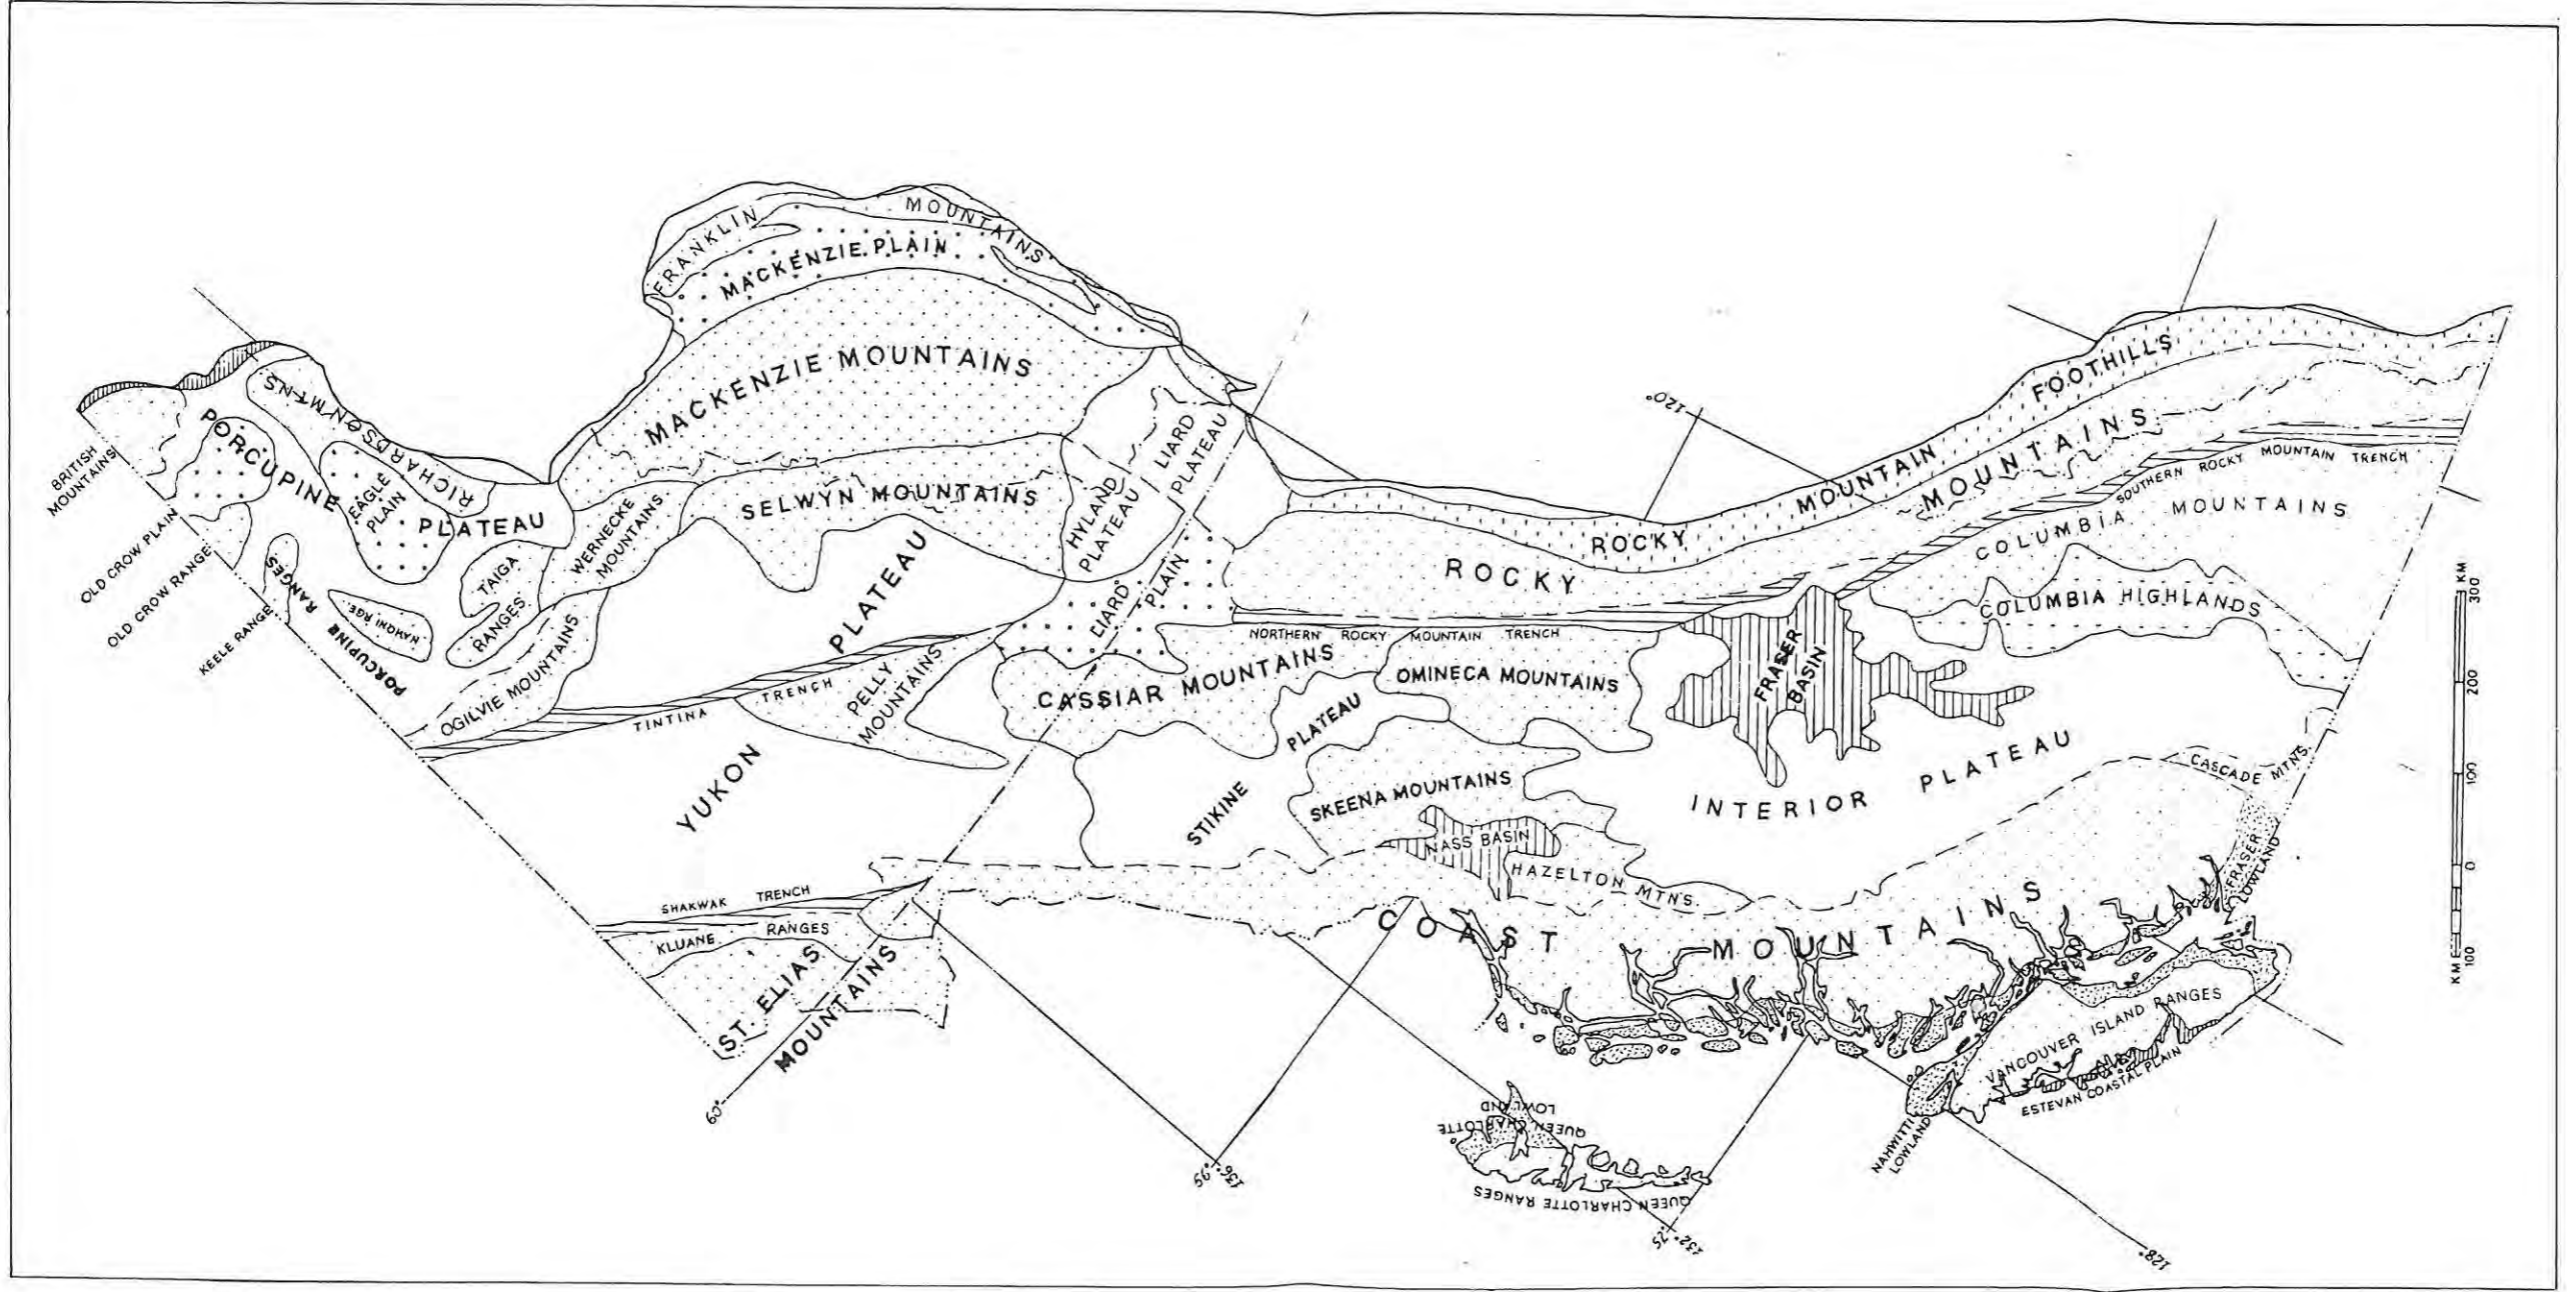 FRANKLIN
MOUNTAINS
MACKENZIE PLAIN
MACKENZIE MOUNTAINS
RICHARDSON MTNS
PORCUPINE
PLATEAU
BRITISH
MOUNTAINS
OLD CROW PLAIN
OLD CROW RANGE
KEELE RANGE
EAGLE
PLAIN
TAIGA
RANGES
WERNECKE
MOUNTAINS
SELWYN MOUNTAINS
HYLAND
PLATEAU
LIARD
PLATEAU
LIARD
PLAIN
PORCUPINE
RANGES
NAHONI RGE
OGILVIE MOUNTAINS
TINTINA
TRENCH
PELLY
MOUNTAINS
YUKON
PLATEAU
SHAKWAK
TRENCH
KLUANE
RANGES
ST. ELIAS
MOUNTAINS
CASSIAR MOUNTAINS
OMINECA MOUNTAINS
NORTHERN ROCKY MOUNTAIN TRENCH
STIKINE
PLATEAU
SKEENA MOUNTAINS
NASS BASIN
HAZELTON MTNS.
ROCKY
MOUNTAINS
ROCKY
MOUNTAIN
FOOTHILLS
SOUTHERN ROCKY MOUNTAIN TRENCH
COLUMBIA
MOUNTAINS
COLUMBIA HIGHLANDS
FRASER
BASIN
INTERIOR
PLATEAU
CASCADE MTNS.
FRASER
LOWLAND
COAST
MOUNTAINS
VANCOUVER ISLAND RANGES
ESTEVAN COASTAL PLAIN
NAHWITTI
LOWLAND
QUEEN CHARLOTTE
LOWLAND
QUEEN CHARLOTTE RANGES
120°
60°
56°
136°
52°
132°
128°
KM
100
0
100
200
300
KM